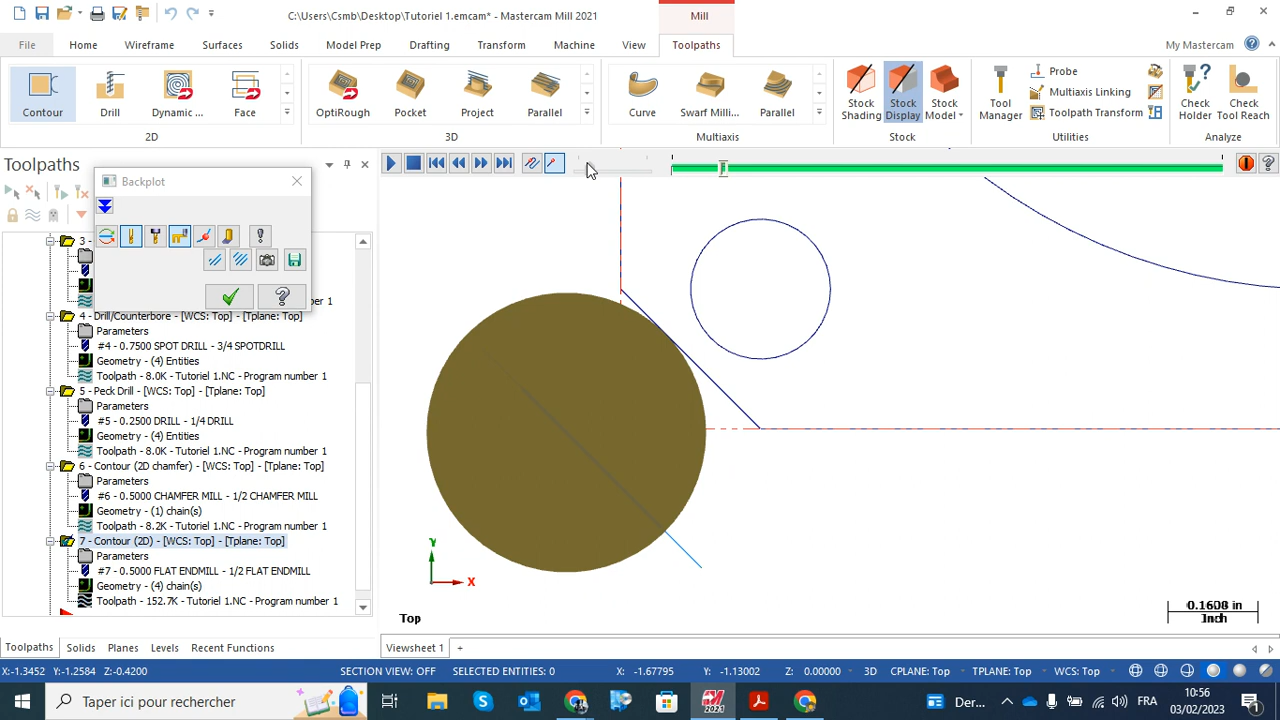 C:\Users\Csmb\Desktop\Tutoriel 1.emcam* - Mastercam Mill 2021
Mill
File Home Wireframe Surfaces Solids Model Prep Drafting Transform Machine View Toolpaths My Mastercam
Contour Drill Dynamic ... Face OptiRough Pocket Project Parallel Curve Swarf Milli... Parallel Stock Shading Stock Display Stock Model Tool Manager Probe Multiaxis Linking Toolpath Transform Check Holder Check Tool Reach
2D 3D Multiaxis Stock Utilities Analyze
Toolpaths
Backplot
3 -
er 1
4 - Drill/Counterbore - [WCS: Top] - [Tplane: Top]
Parameters
#4 - 0.7500 SPOT DRILL - 3/4 SPOTDRILL
Geometry - (4) Entities
Toolpath - 8.0K - Tutoriel 1.NC - Program number 1
5 - Peck Drill - [WCS: Top] - [Tplane: Top]
Parameters
#5 - 0.2500 DRILL - 1/4 DRILL
Geometry - (4) Entities
Toolpath - 8.0K - Tutoriel 1.NC - Program number 1
6 - Contour (2D chamfer) - [WCS: Top] - [Tplane: Top]
Parameters
#6 - 0.5000 CHAMFER MILL - 1/2 CHAMFER MILL
Geometry - (1) chain(s)
Toolpath - 8.2K - Tutoriel 1.NC - Program number 1
7 - Contour (2D) - [WCS: Top] - [Tplane: Top]
Parameters
#7 - 0.5000 FLAT ENDMILL - 1/2 FLAT ENDMILL
Geometry - (4) chain(s)
Toolpath - 152.7K - Tutoriel 1.NC - Program number 1
Y
X
Top
0.1608 in
Inch
Toolpaths Solids Planes Levels Recent Functions
Viewsheet 1 +
X:-1.3452 Y:-1.2584 Z:-0.4200 SECTION VIEW: OFF SELECTED ENTITIES: 0 X: -1.67795 Y: -1.13002 Z: 0.00000 3D CPLANE: Top TPLANE: Top WCS: Top
Taper ici pour rechercher
2021
Der... FRA
10:56
03/02/2023
1